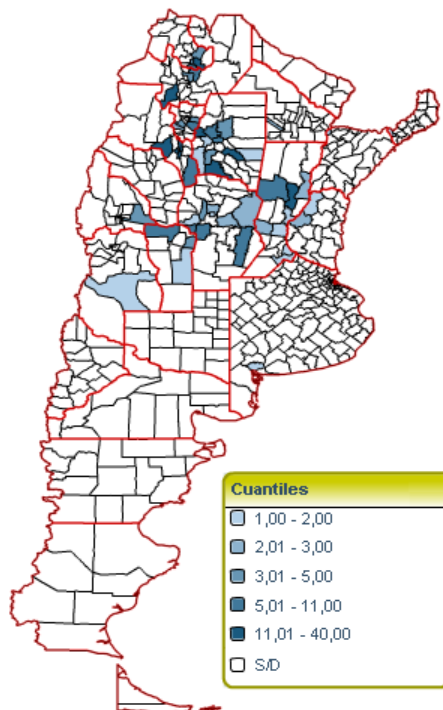 Cuantiles
1,00 - 2,00
2,01 - 3,00
3,01 - 5,00
5,01 - 11,00
11,01 - 40,00
S/D